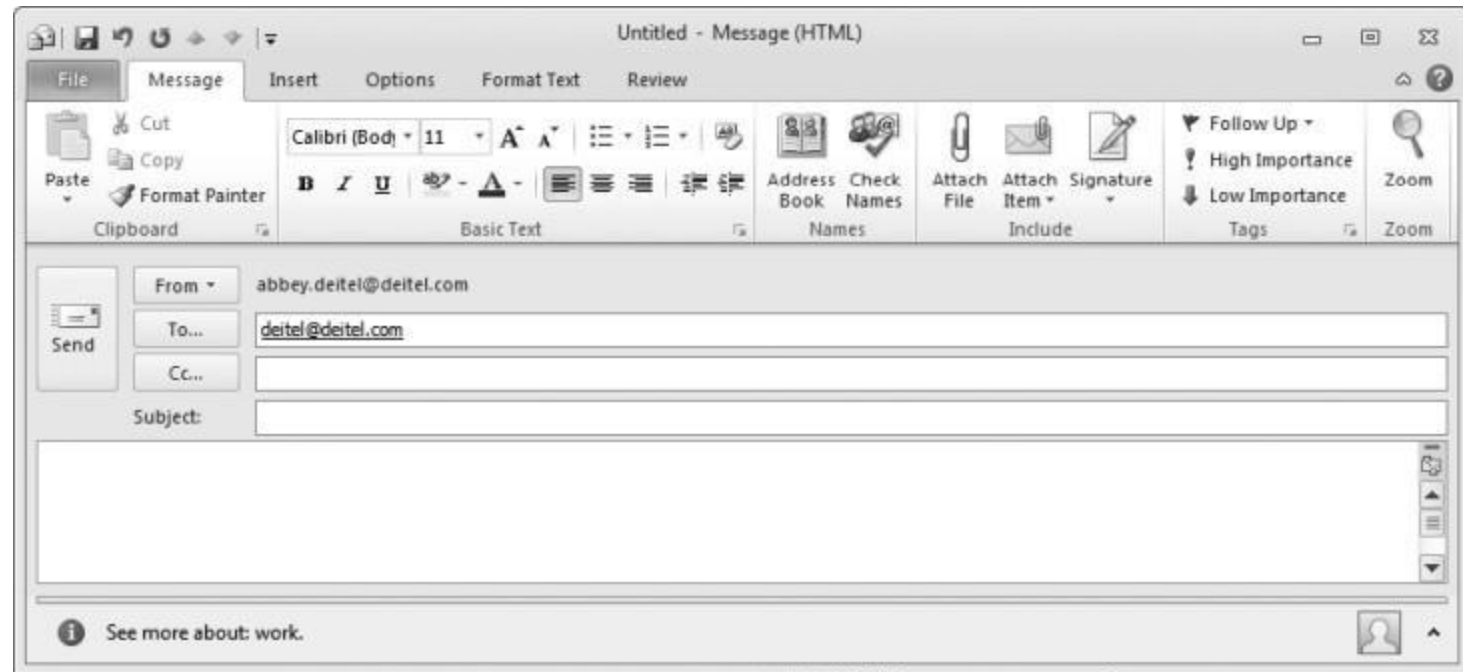 Untitled - Message (HTML)
File Message Insert Options Format Text Review
Paste
Cut
Copy
Format Painter
Clipboard
Calibri (Body 11
Basic Text
Address Book
Check Names
Names
Attach File
Attach Item
Signature
Include
Follow Up
High Importance
Low Importance
Tags
Zoom
Zoom
Send
From abbey.deitel@deitel.com
To... deitel@deitel.com
Cc...
Subject:
See more about: work.